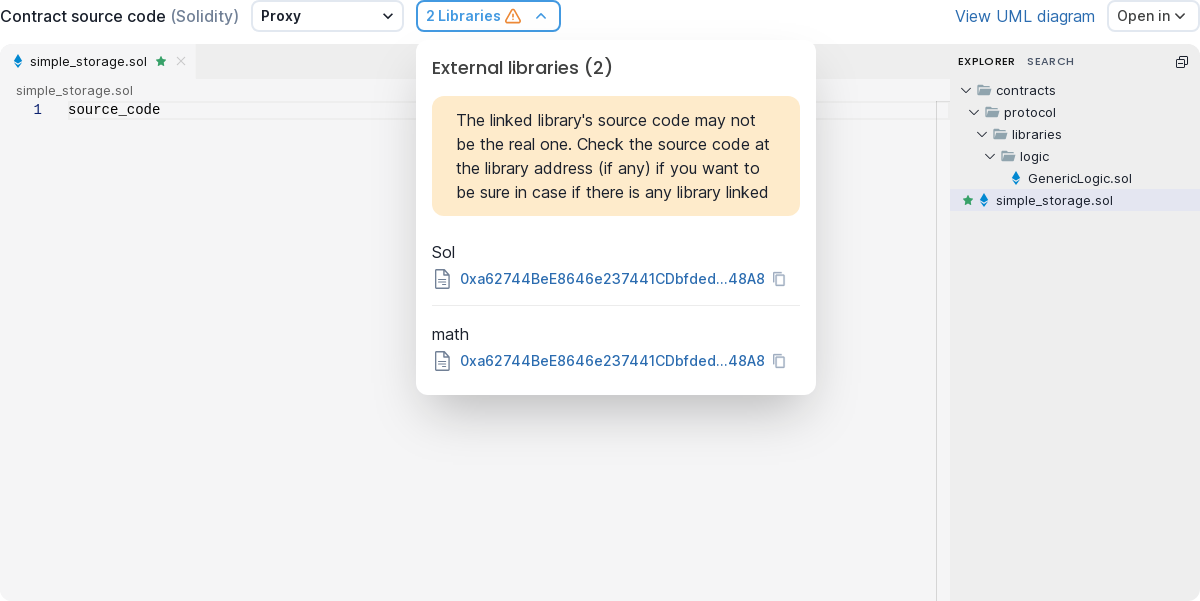 Contract source code (Solidity) Proxy 2 Libraries View UML diagram Open in
simple_storage.sol
simple_storage.sol
1 source_code
External libraries (2)
The linked library's source code may not
be the real one. Check the source code at
the library address (if any) if you want to
be sure in case if there is any library linked
Sol
0xa62744BeE8646e237441CDbfded...48A8
math
0xa62744BeE8646e237441CDbfded...48A8
EXPLORER SEARCH
contracts
protocol
libraries
logic
GenericLogic.sol
simple_storage.sol